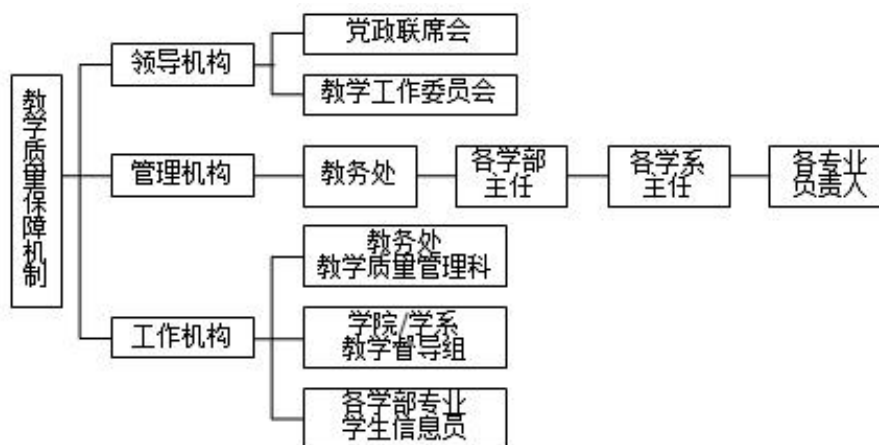 教学质量保障机制
领导机构
党政联席会
教学工作委员会
管理机构
教务处
各学部
主任
各学系
主任
各专业
负责人
工作机构
教务处
教学质量管理科
学院/学系
教学督导组
各学部专业
学生信息员